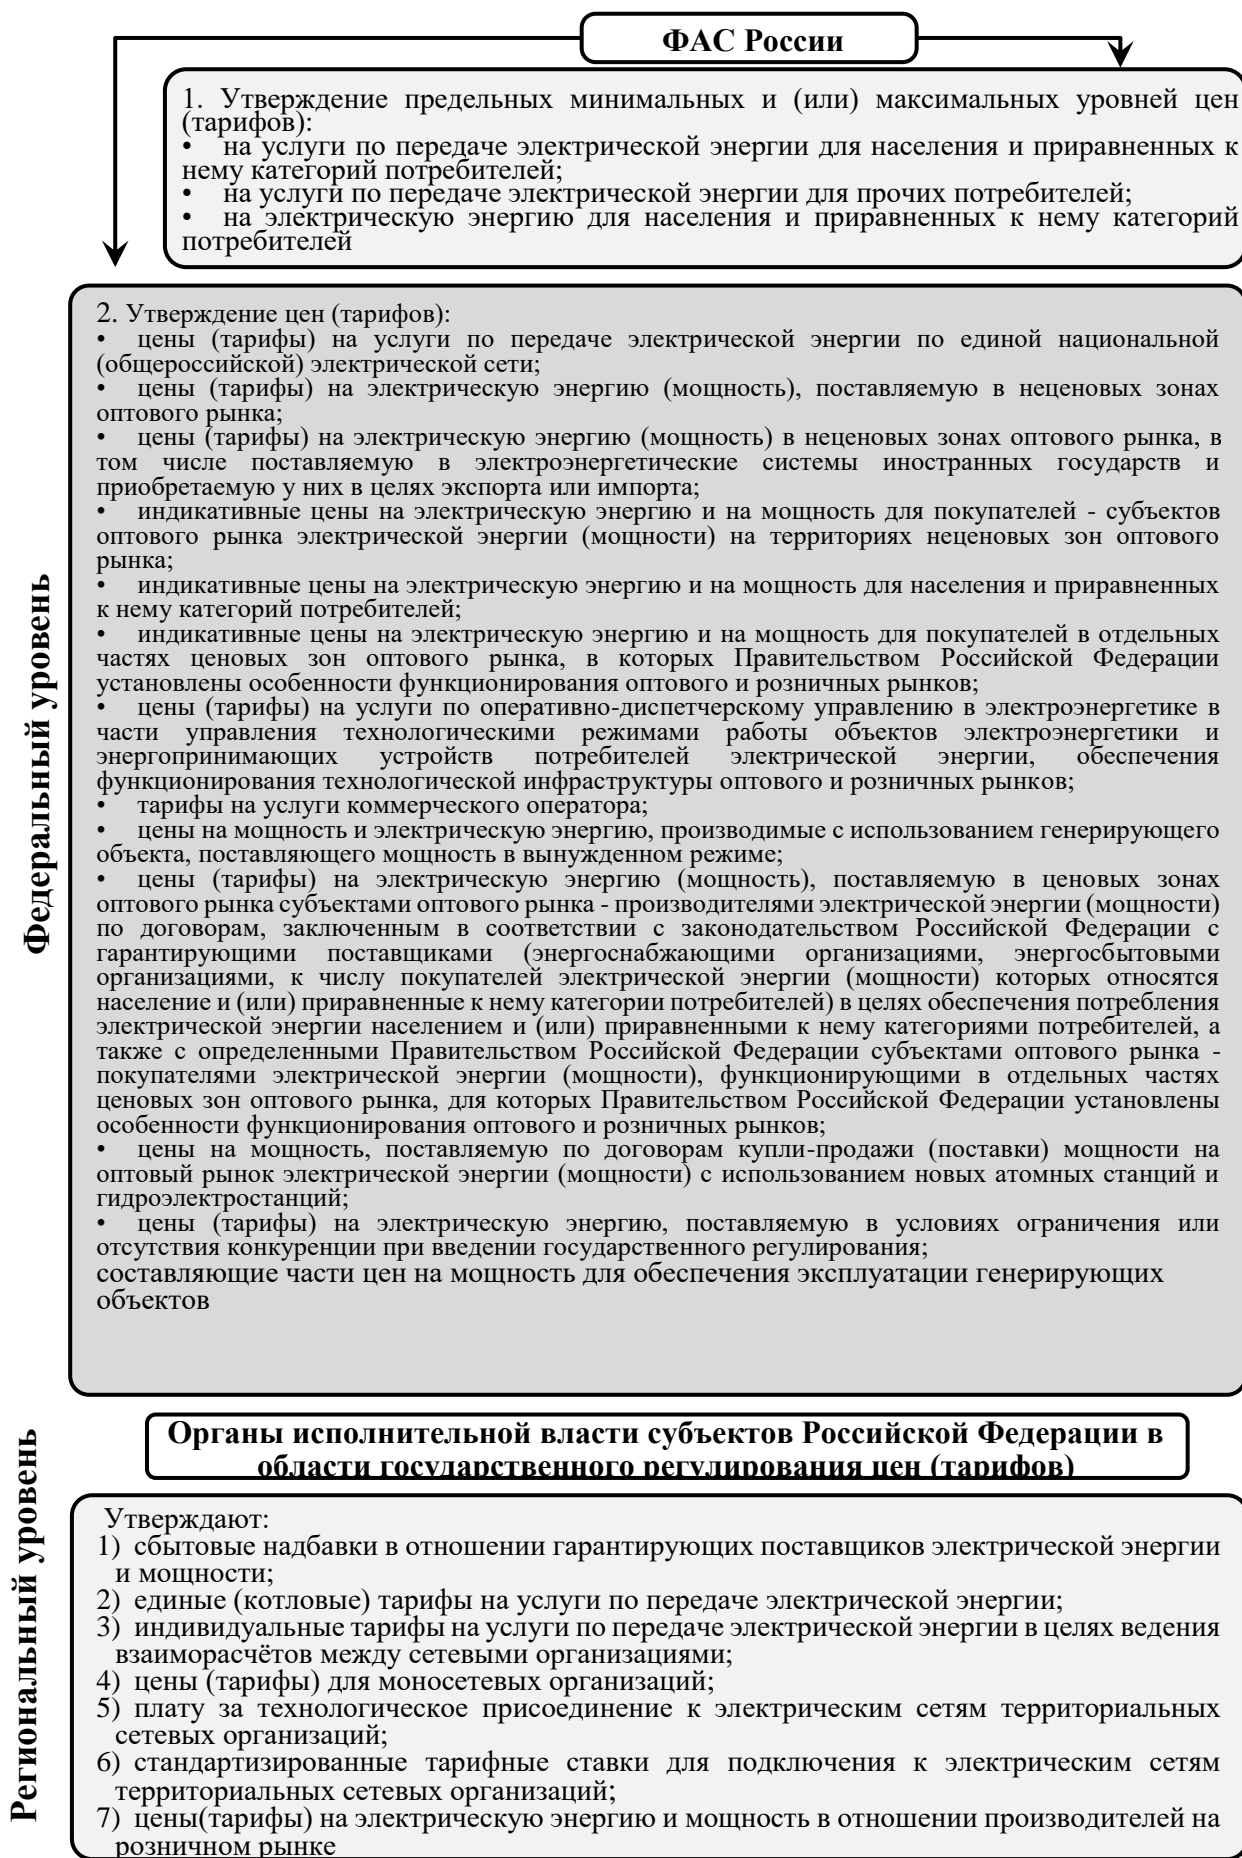 ФАС России
1. Утверждение предельных минимальных и (или) максимальных уровней цен
(тарифов):
• на услуги по передаче электрической энергии для населения и приравненных к
нему категорий потребителей;
• на услуги по передаче электрической энергии для прочих потребителей;
• на электрическую энергию для населения и приравненных к нему категорий
потребителей
Федеральный уровень
2. Утверждение цен (тарифов):
• цены (тарифы) на услуги по передаче электрической энергии по единой национальной
(общероссийской) электрической сети;
• цены (тарифы) на электрическую энергию (мощность), поставляемую в неценовых зонах
оптового рынка;
• цены (тарифы) на электрическую энергию (мощность) в неценовых зонах оптового рынка, в
том числе поставляемую в электроэнергетические системы иностранных государств и
приобретаемую у них в целях экспорта или импорта;
• индикативные цены на электрическую энергию и на мощность для покупателей - субъектов
оптового рынка электрической энергии (мощности) на территориях неценовых зон оптового
рынка;
• индикативные цены на электрическую энергию и на мощность для населения и приравненных
к нему категорий потребителей;
• индикативные цены на электрическую энергию и на мощность для покупателей в отдельных
частях ценовых зон оптового рынка, в которых Правительством Российской Федерации
установлены особенности функционирования оптового и розничных рынков;
• цены (тарифы) на услуги по оперативно-диспетчерскому управлению в электроэнергетике в
части управления технологическими режимами работы объектов электроэнергетики и
энергопринимающих устройств потребителей электрической энергии, обеспечения
функционирования технологической инфраструктуры оптового и розничных рынков;
• тарифы на услуги коммерческого оператора;
• цены на мощность и электрическую энергию, производимые с использованием генерирующего
объекта, поставляющего мощность в вынужденном режиме;
• цены (тарифы) на электрическую энергию (мощность), поставляемую в ценовых зонах
оптового рынка субъектами оптового рынка - производителями электрической энергии (мощности)
по договорам, заключенным в соответствии с законодательством Российской Федерации с
гарантирующими поставщиками (энергоснабжающими организациями, энергосбытовыми
организациями, к числу покупателей электрической энергии (мощности) которых относятся
население и (или) приравненные к нему категории потребителей) в целях обеспечения потребления
электрической энергии населением и (или) приравненными к нему категориями потребителей, а
также с определенными Правительством Российской Федерации субъектами оптового рынка -
покупателями электрической энергии (мощности), функционирующими в отдельных частях
ценовых зон оптового рынка, для которых Правительством Российской Федерации установлены
особенности функционирования оптового и розничных рынков;
• цены на мощность, поставляемую по договорам купли-продажи (поставки) мощности на
оптовый рынок электрической энергии (мощности) с использованием новых атомных станций и
гидроэлектростанций;
• цены (тарифы) на электрическую энергию, поставляемую в условиях ограничения или
отсутствия конкуренции при введении государственного регулирования;
составляющие части цен на мощность для обеспечения эксплуатации генерирующих
объектов
Региональный уровень
Органы исполнительной власти субъектов Российской Федерации в
области государственного регулирования цен (тарифов)
Утверждают:
1) сбытовые надбавки в отношении гарантирующих поставщиков электрической энергии
и мощности;
2) единые (котловые) тарифы на услуги по передаче электрической энергии;
3) индивидуальные тарифы на услуги по передаче электрической энергии в целях ведения
взаиморасчётов между сетевыми организациями;
4) цены (тарифы) для моносетевых организаций;
5) плату за технологическое присоединение к электрическим сетям территориальных
сетевых организаций;
6) стандартизированные тарифные ставки для подключения к электрическим сетям
территориальных сетевых организаций;
7) цены(тарифы) на электрическую энергию и мощность в отношении производителей на
розничном рынке